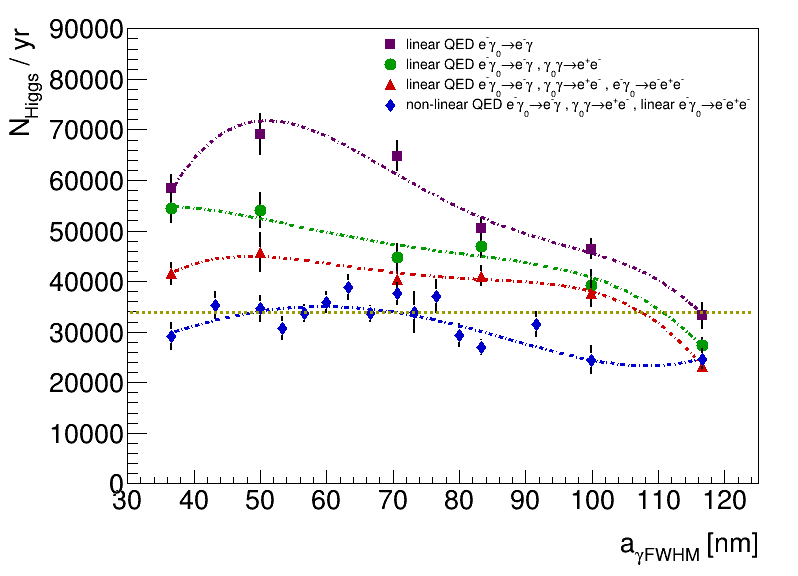 N_Higgs / yr
90000
80000
70000
60000
50000
40000
30000
20000
10000
0
linear QED e⁻γ₀→e⁻γ
linear QED e⁻γ₀→e⁻γ , γ₀γ→e⁺e⁻
linear QED e⁻γ₀→e⁻γ , γ₀γ→e⁺e⁻ , e⁻γ₀→e⁻e⁺e⁻
non-linear QED e⁻γ₀→e⁻γ , γ₀γ→e⁺e⁻ , linear e⁻γ₀→e⁻e⁺e⁻
30 40 50 60 70 80 90 100 110 120
a_γFWHM [nm]